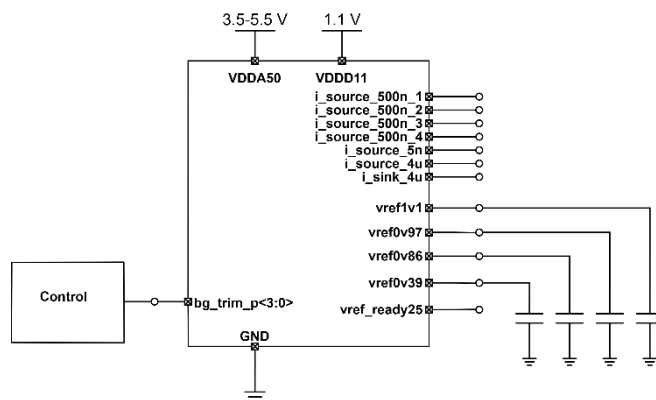 3.5-5.5 V
1.1 V
VDDA50
VDDD11
i_source_500n_1
i_source_500n_2
i_source_500n_3
i_source_500n_4
i_source_5n
i_source_4u
i_sink_4u
vref1v1
vref0v97
vref0v86
vref0v39
Control
bg_trim_p<3:0>
vref_ready25
GND